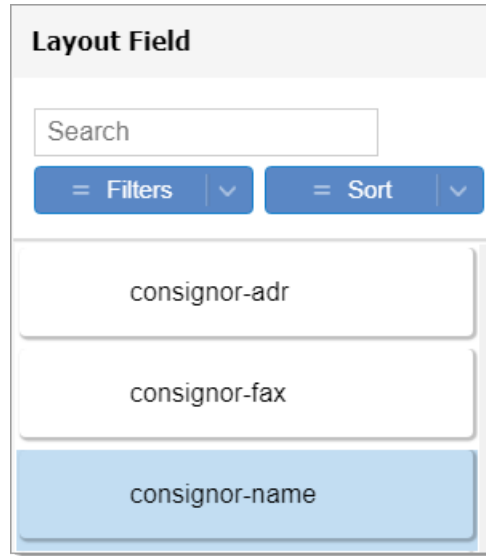 Layout Field
Search
= Filters = Sort
consignor-adr
consignor-fax
consignor-name